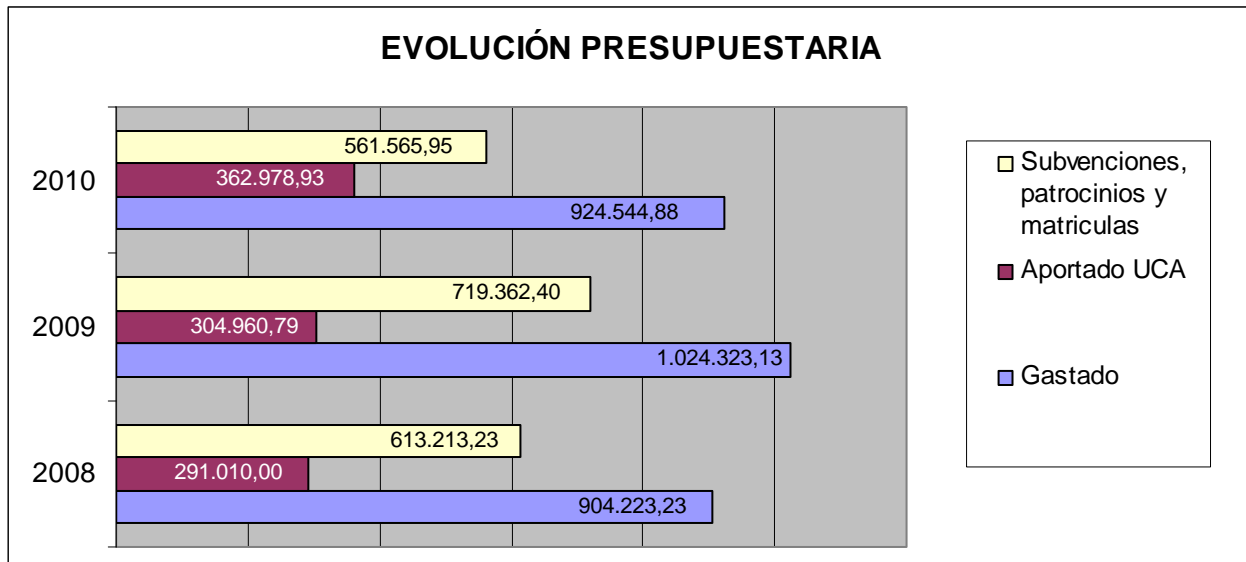 EVOLUCIÓN PRESUPUESTARIA
2010
561.565,95
362.978,93
924.544,88
2009
719.362,40
304.960,79
1.024.323,13
2008
613.213,23
291.010,00
904.223,23
Subvenciones,
patrocinios y
matriculas
Aportado UCA
Gastado